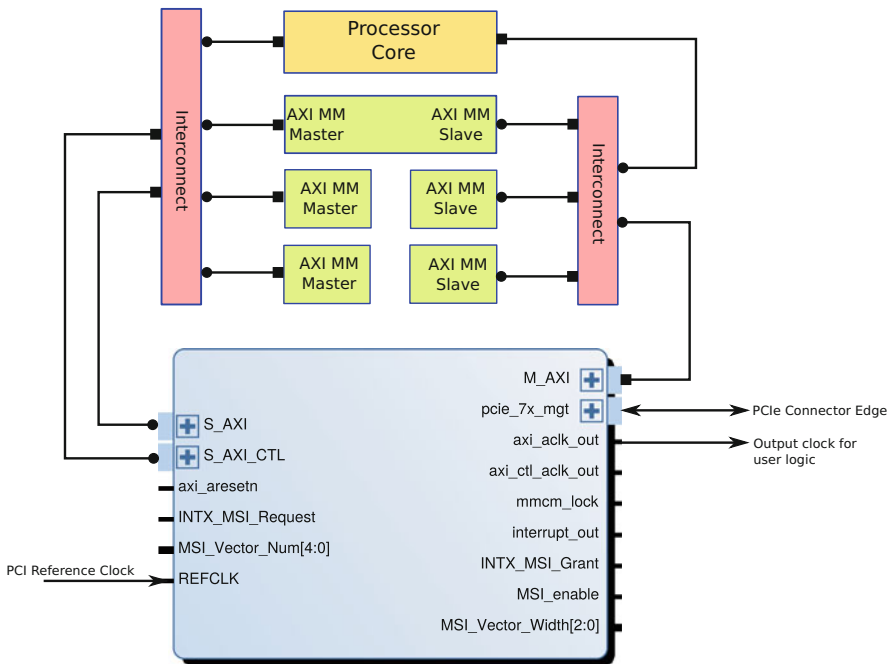 Processor
Core
Interconnect
AXI MM
Master
AXI MM
Slave
AXI MM
Master
AXI MM
Slave
AXI MM
Master
AXI MM
Slave
Interconnect
M_AXI
pcie_7x_mgt
PCIe Connector Edge
S_AXI
axi_aclk_out
Output clock for
user logic
S_AXI_CTL
axi_ctl_aclk_out
axi_aresetn
mmcm_lock
INTX_MSI_Request
interrupt_out
MSI_Vector_Num[4:0]
INTX_MSI_Grant
PCI Reference Clock
REFCLK
MSI_enable
MSI_Vector_Width[2:0]